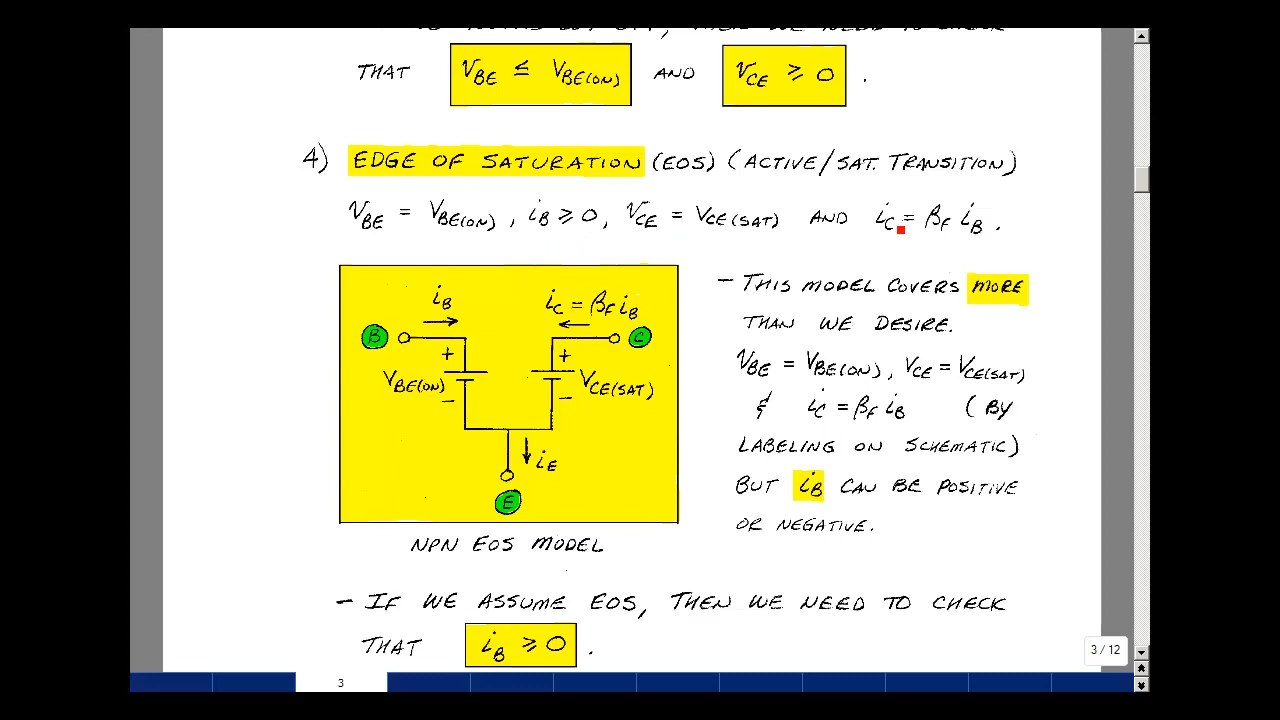 THAT V_BE ≤ V_BE(ON) AND V_CE ≥ 0 .
4) EDGE OF SATURATION (EOS) (ACTIVE/SAT. TRANSITION)
V_BE = V_BE(ON), i_B ≥ 0, V_CE = V_CE(SAT) AND i_C = β_F i_B .
i_B
i_C = β_F i_B
B
C
+
+
V_BE(ON)
V_CE(SAT)
−
−
i_E
E
NPN EOS MODEL
− THIS MODEL COVERS MORE
THAN WE DESIRE.
V_BE = V_BE(ON), V_CE = V_CE(SAT)
& i_C = β_F i_B (BY
LABELING ON SCHEMATIC)
BUT i_B CAN BE POSITIVE
OR NEGATIVE.
− IF WE ASSUME EOS, THEN WE NEED TO CHECK
THAT i_B ≥ 0 .
3 / 12
3